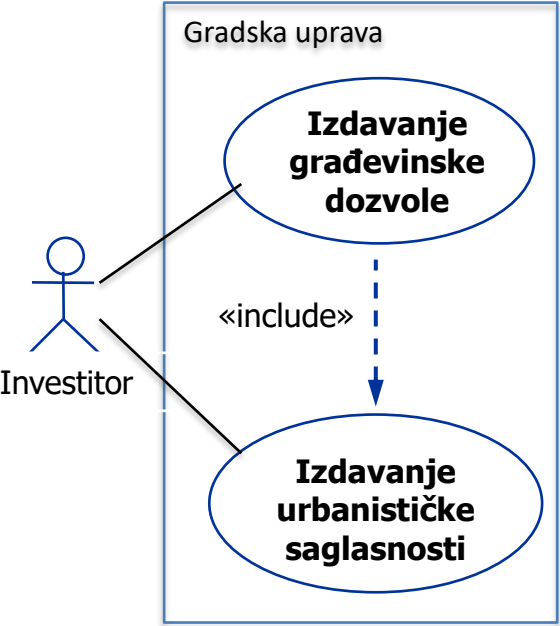 Gradska uprava
Izdavanje
građevinske
dozvole
«include»
Investitor
Izdavanje
urbanističke
saglasnosti